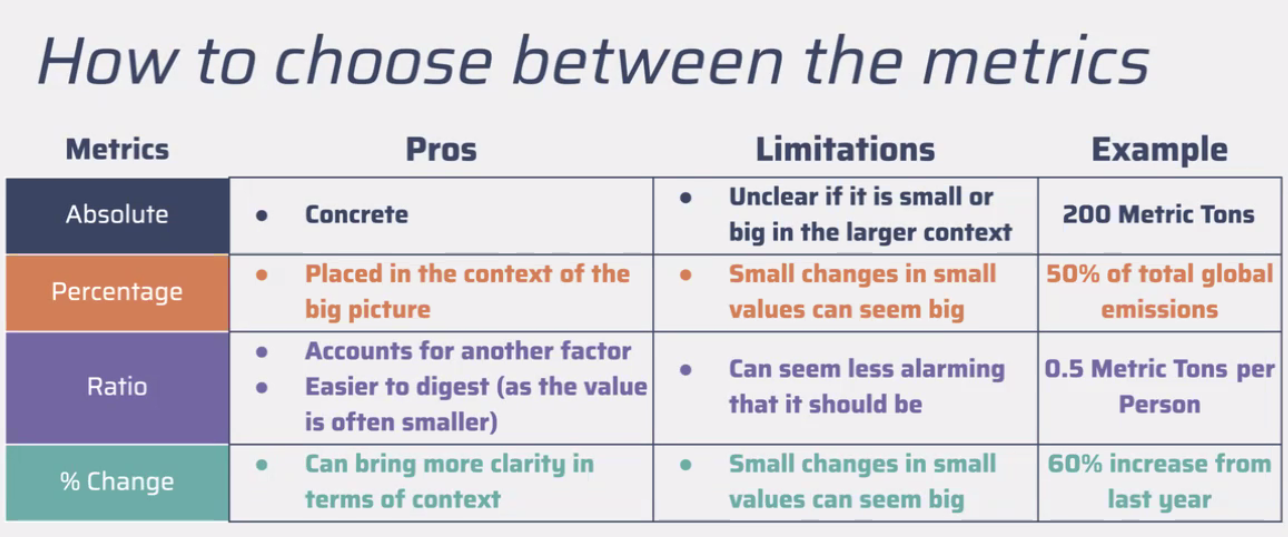 How to choose between the metrics
Metrics Pros Limitations Example
Absolute
• Concrete
• Unclear if it is small or
big in the larger context
200 Metric Tons
Percentage
• Placed in the context of the
big picture
• Small changes in small
values can seem big
50% of total global
emissions
Ratio
• Accounts for another factor
• Easier to digest (as the value
is often smaller)
• Can seem less alarming
that it should be
0.5 Metric Tons per
Person
% Change
• Can bring more clarity in
terms of context
• Small changes in small
values can seem big
60% increase from
last year